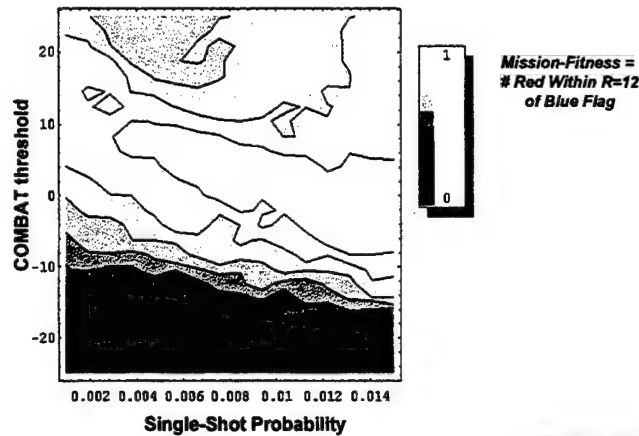 20
10
0
-10
-20
COMBAT threshold
0.002 0.004 0.006 0.008 0.01 0.012 0.014
Single-Shot Probability
1
0
Mission-Fitness =
# Red Within R=12
of Blue Flag